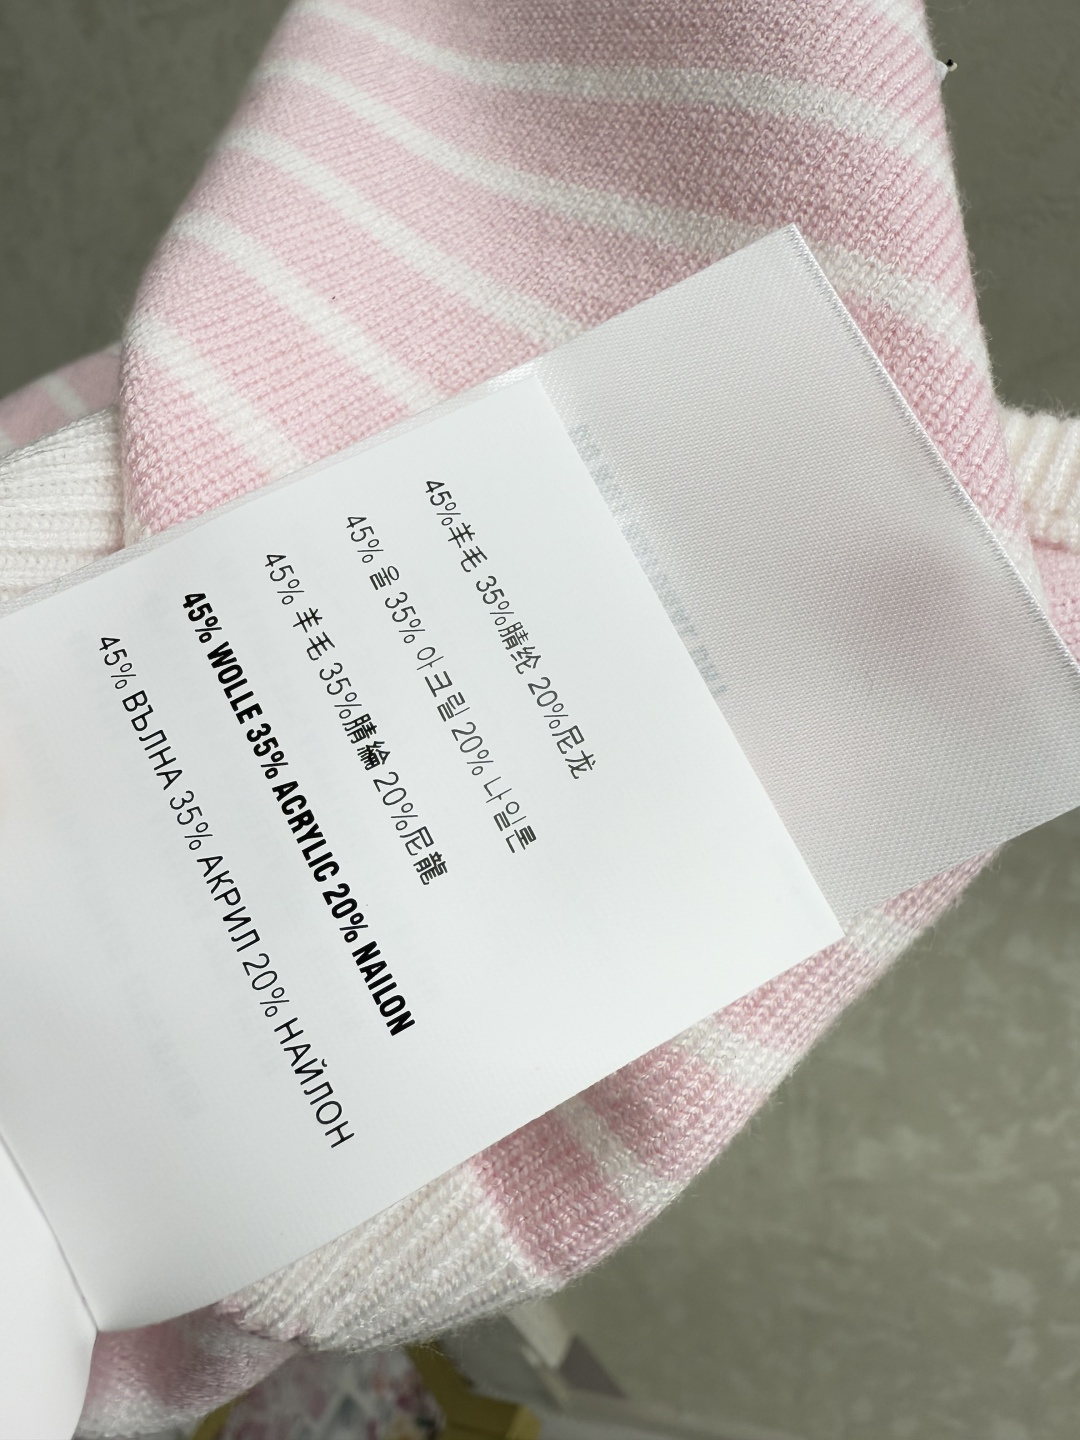 45%羊毛 35%腈纶 20%尼龙
45% 울 35% 아크릴 20% 나일론
45% 羊毛 35%腈綸 20%尼龍
45% WOLLE 35% ACRYLIC 20% NAILON
45% ВЪЛНА 35% АКРИЛ 20% НАЙЛОН